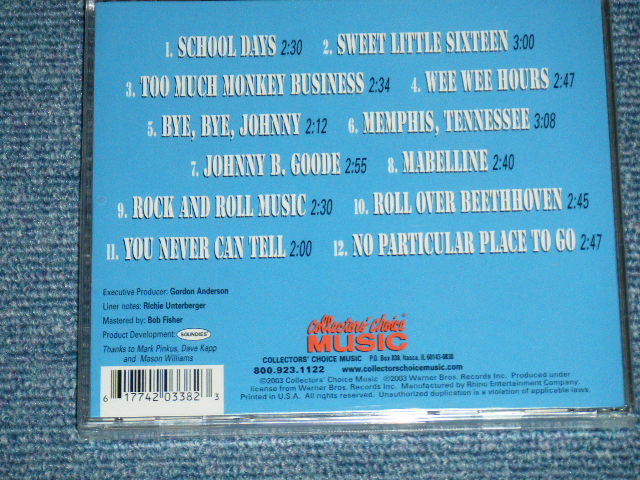 1. SCHOOL DAYS 2:30 2. SWEET LITTLE SIXTEEN 3:00
3. TOO MUCH MONKEY BUSINESS 2:34 4. WEE WEE HOURS 2:47
5. BYE, BYE, JOHNNY 2:12 6. MEMPHIS, TENNESSEE 3:08
7. JOHNNY B. GOODE 2:55 8. MABELLINE 2:40
9. ROCK AND ROLL MUSIC 2:30 10. ROLL OVER BEETHHOVEN 2:45
11. YOU NEVER CAN TELL 2:00 12. NO PARTICULAR PLACE TO GO 2:47
Executive Producer: Gordon Anderson
Liner notes: Richie Unterberger
Mastered by: Bob Fisher
Product Development: SOUNDIES
Thanks to Mark Pinkus, Dave Kapp
and Mason Williams
collectors' choice
MUSIC
COLLECTORS' CHOICE MUSIC P.O. Box 838, Itasca, IL 60143-0838
800.923.1122 www.collectorschoicemusic.com
©2003 Collectors' Choice Music ℗2003 Warner Bros. Records Inc. Produced under
license from Warner Bros. Records Inc. Manufactured by Rhino Entertainment Company.
Printed in U.S.A. All rights reserved. Unauthorized duplication is a violation of applicable laws.
6 17742 03382 3